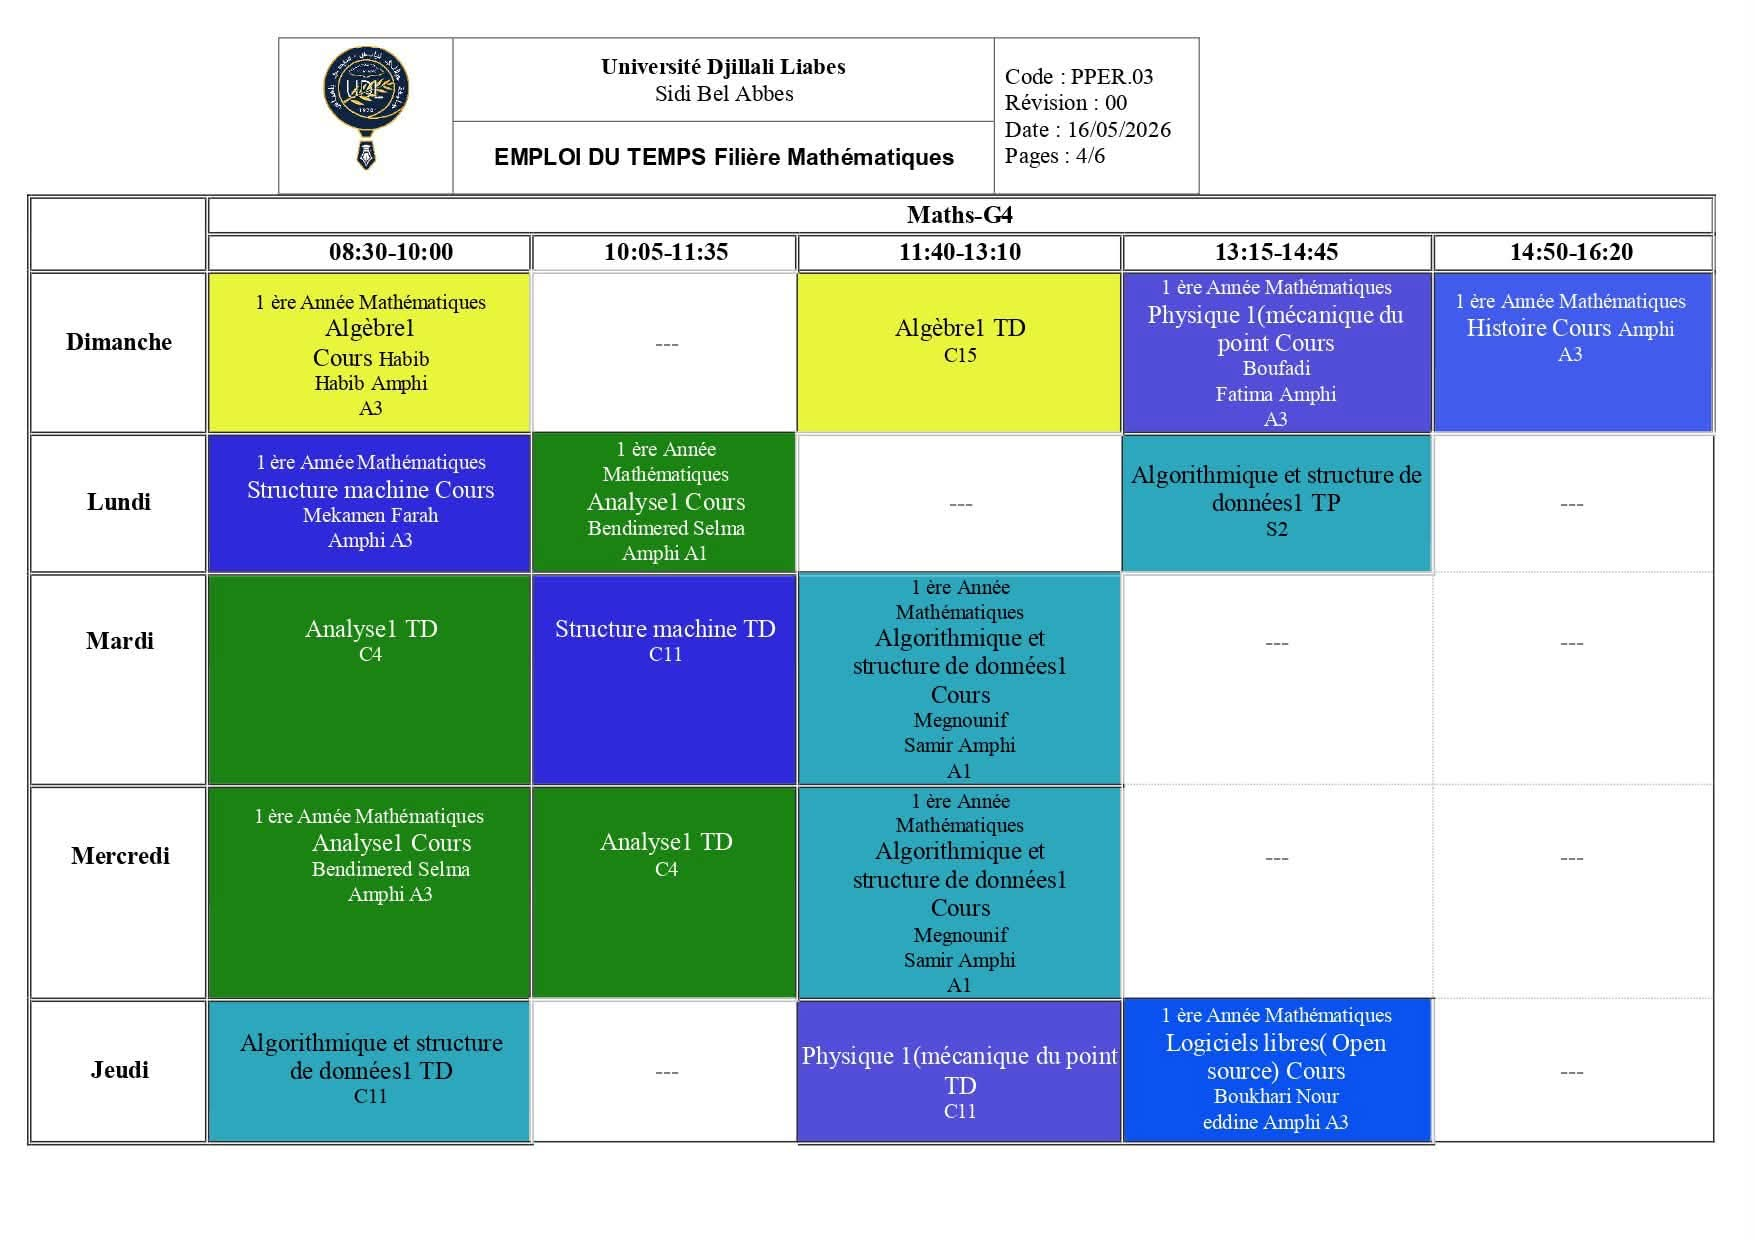 Université Djillali Liabes
Sidi Bel Abbes
EMPLOI DU TEMPS Filière Mathématiques
Code : PPER.03
Révision : 00
Date : 16/05/2026
Pages : 4/6
UDL
1978
Maths-G4
08:30-10:00
10:05-11:35
11:40-13:10
13:15-14:45
14:50-16:20
Dimanche
1 ère Année Mathématiques
Algèbre1
Cours Habib
Habib Amphi
A3
---
Algèbre1 TD
C15
1 ère Année Mathématiques
Physique 1(mécanique du
point Cours
Boufadi
Fatima Amphi
A3
1 ère Année Mathématiques
Histoire Cours Amphi
A3
Lundi
1 ère Année Mathématiques
Structure machine Cours
Mekamen Farah
Amphi A3
1 ère Année
Mathématiques
Analyse1 Cours
Bendimered Selma
Amphi A1
---
Algorithmique et structure de
données1 TP
S2
---
Mardi
Analyse1 TD
C4
Structure machine TD
C11
1 ère Année
Mathématiques
Algorithmique et
structure de données1
Cours
Megnounif
Samir Amphi
A1
---
---
Mercredi
1 ère Année Mathématiques
Analyse1 Cours
Bendimered Selma
Amphi A3
Analyse1 TD
C4
1 ère Année
Mathématiques
Algorithmique et
structure de données1
Cours
Megnounif
Samir Amphi
A1
---
---
Jeudi
Algorithmique et structure
de données1 TD
C11
---
Physique 1(mécanique du point
TD
C11
1 ère Année Mathématiques
Logiciels libres( Open
source) Cours
Boukhari Nour
eddine Amphi A3
---